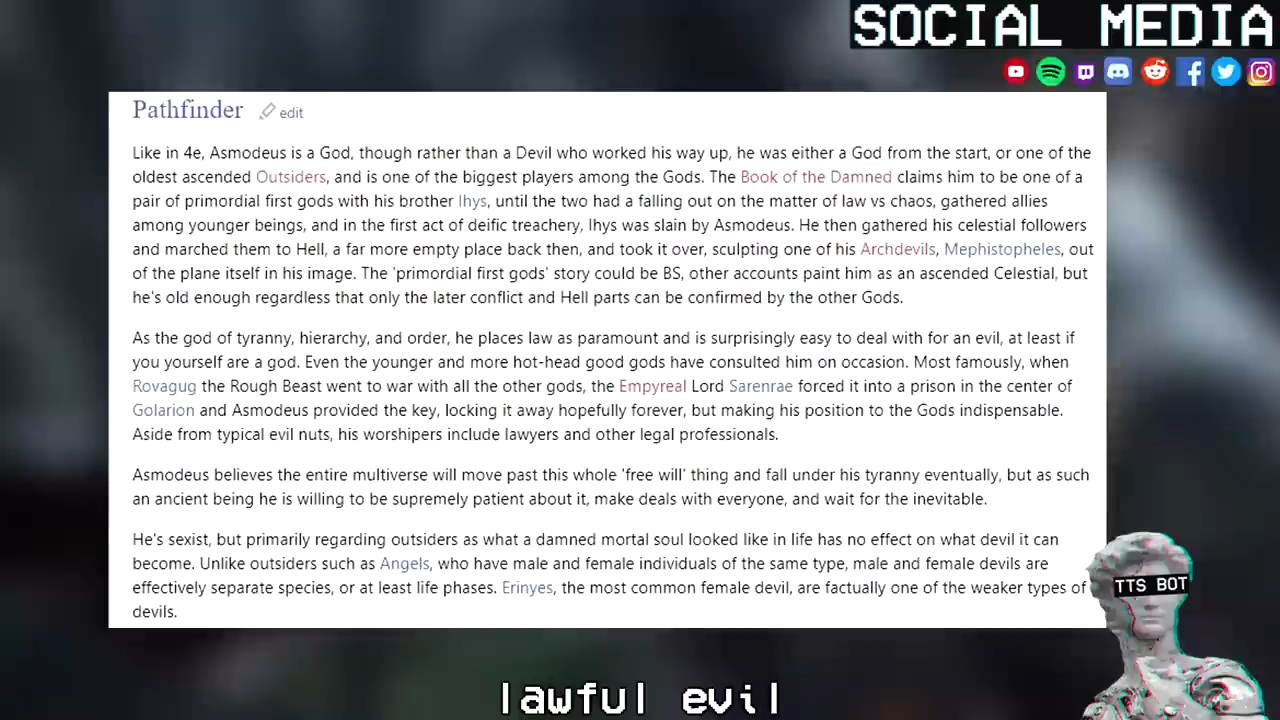 SOCIAL MEDIA
Pathfinder edit
Like in 4e, Asmodeus is a God, though rather than a Devil who worked his way up, he was either a God from the start, or one of the
oldest ascended Outsiders, and is one of the biggest players among the Gods. The Book of the Damned claims him to be one of a
pair of primordial first gods with his brother Ihys, until the two had a falling out on the matter of law vs chaos, gathered allies
among younger beings, and in the first act of deific treachery, Ihys was slain by Asmodeus. He then gathered his celestial followers
and marched them to Hell, a far more empty place back then, and took it over, sculpting one of his Archdevils, Mephistopheles, out
of the plane itself in his image. The 'primordial first gods' story could be BS, other accounts paint him as an ascended Celestial, but
he's old enough regardless that only the later conflict and Hell parts can be confirmed by the other Gods.
As the god of tyranny, hierarchy, and order, he places law as paramount and is surprisingly easy to deal with for an evil, at least if
you yourself are a god. Even the younger and more hot-head good gods have consulted him on occasion. Most famously, when
Rovagug the Rough Beast went to war with all the other gods, the Empyreal Lord Sarenrae forced it into a prison in the center of
Golarion and Asmodeus provided the key, locking it away hopefully forever, but making his position to the Gods indispensable.
Aside from typical evil nuts, his worshipers include lawyers and other legal professionals.
Asmodeus believes the entire multiverse will move past this whole 'free will' thing and fall under his tyranny eventually, but as such
an ancient being he is willing to be supremely patient about it, make deals with everyone, and wait for the inevitable.
He's sexist, but primarily regarding outsiders as what a damned mortal soul looked like in life has no effect on what devil it can
become. Unlike outsiders such as Angels, who have male and female individuals of the same type, male and female devils are
effectively separate species, or at least life phases. Erinyes, the most common female devil, are factually one of the weaker types of
devils.
TTS BOT
lawful evil